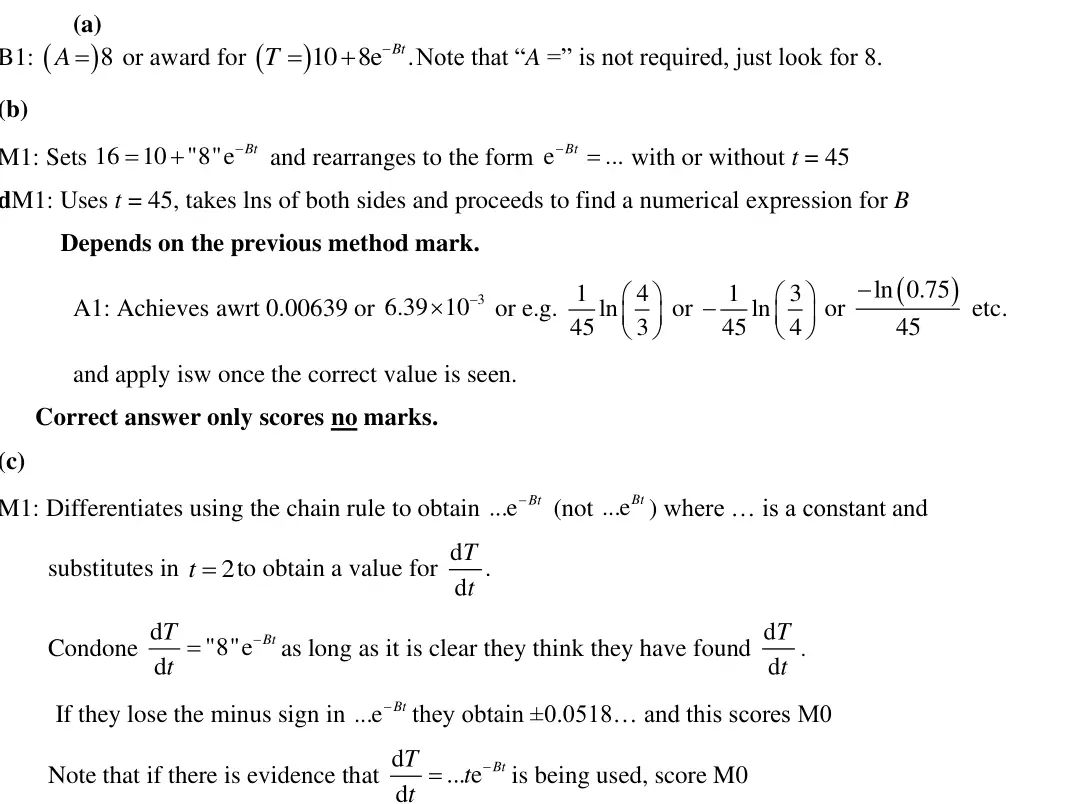 (a)
B1: (A =)8 or award for (T =)10 + 8e^{−Bt}. Note that “A =” is not required, just look for 8.
(b)
M1: Sets 16 = 10 + "8"e^{−Bt} and rearranges to the form e^{−Bt} = ... with or without t = 45
dM1: Uses t = 45, takes lns of both sides and proceeds to find a numerical expression for B
Depends on the previous method mark.
A1: Achieves awrt 0.00639 or 6.39×10^{−3} or e.g. \frac{1}{45} ln(\frac{4}{3}) or −\frac{1}{45} ln(\frac{3}{4}) or \frac{−ln(0.75)}{45} etc.
and apply isw once the correct value is seen.
Correct answer only scores no marks.
(c)
M1: Differentiates using the chain rule to obtain ...e^{−Bt} (not ...e^{Bt}) where … is a constant and
substitutes in t = 2 to obtain a value for \frac{dT}{dt}.
Condone \frac{dT}{dt} = "8"e^{−Bt} as long as it is clear they think they have found \frac{dT}{dt}.
If they lose the minus sign in ...e^{−Bt} they obtain ±0.0518… and this scores M0
Note that if there is evidence that \frac{dT}{dt} = ...te^{−Bt} is being used, score M0